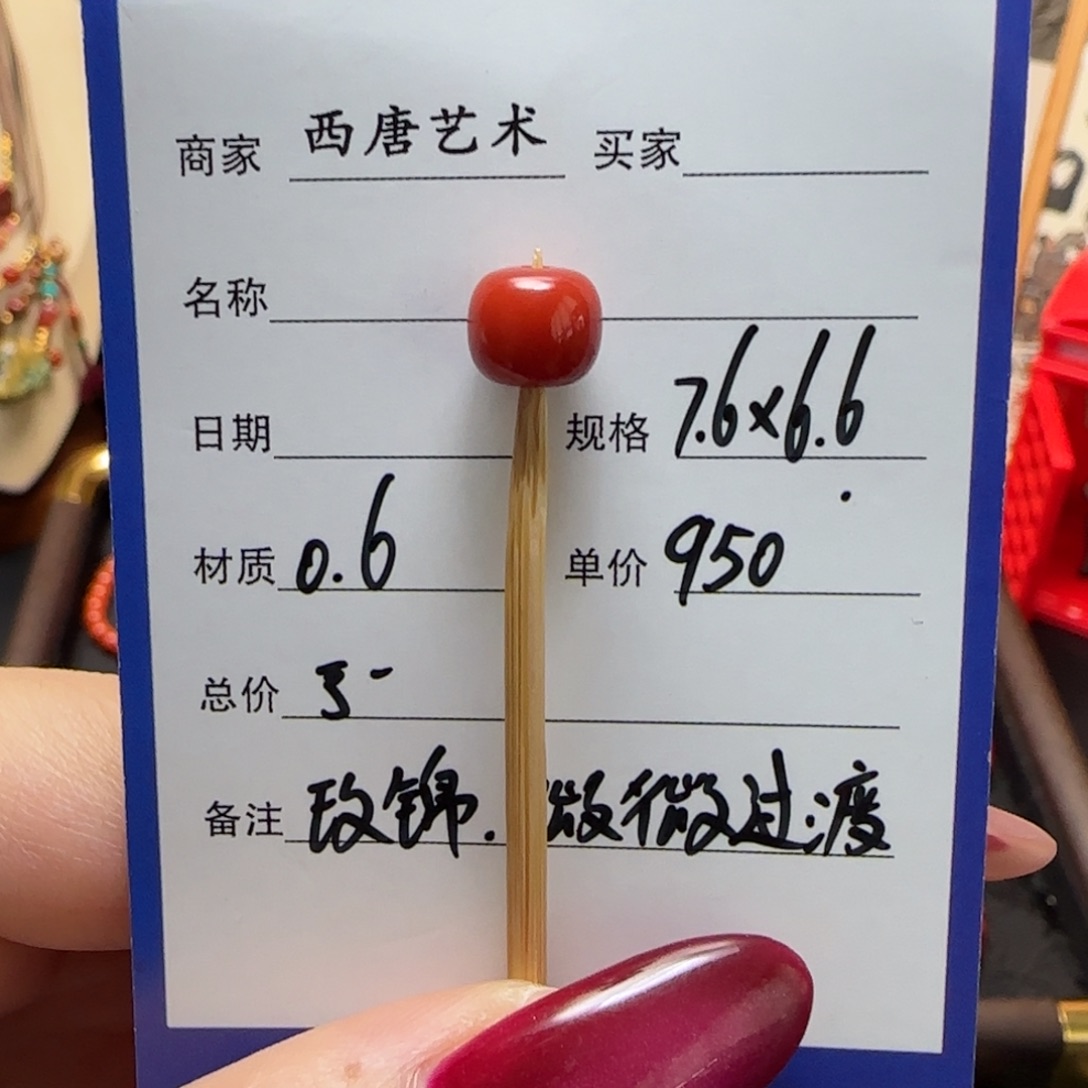 商家 西唐艺术 买家
名称
日期 规格 7.6×6.6
材质 0.6 单价 950
总价
备注 玫锦.微微过渡